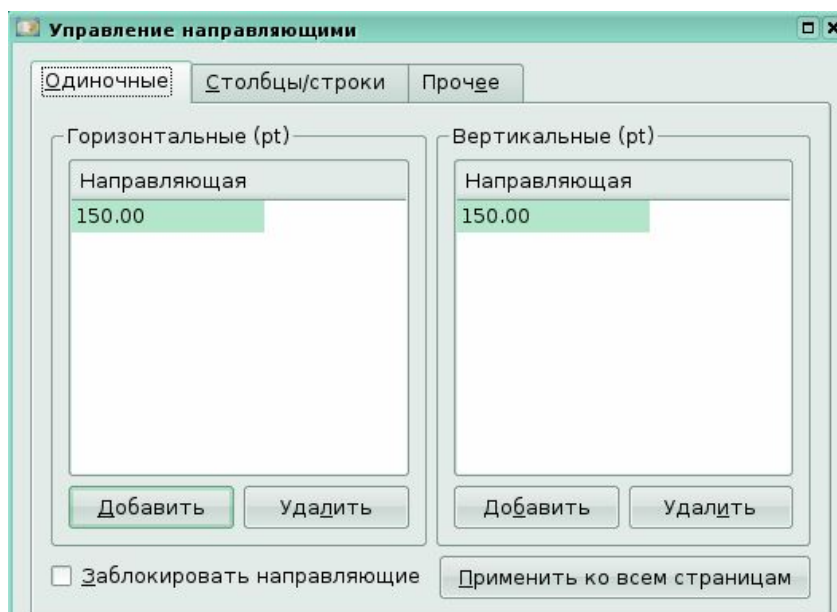 Управление направляющими
Одиночные Столбцы/строки Прочее
Горизонтальные (pt) Вертикальные (pt)
Направляющая Направляющая
150.00 150.00
Добавить Удалить Добавить Удалить
Заблокировать направляющие Применить ко всем страницам